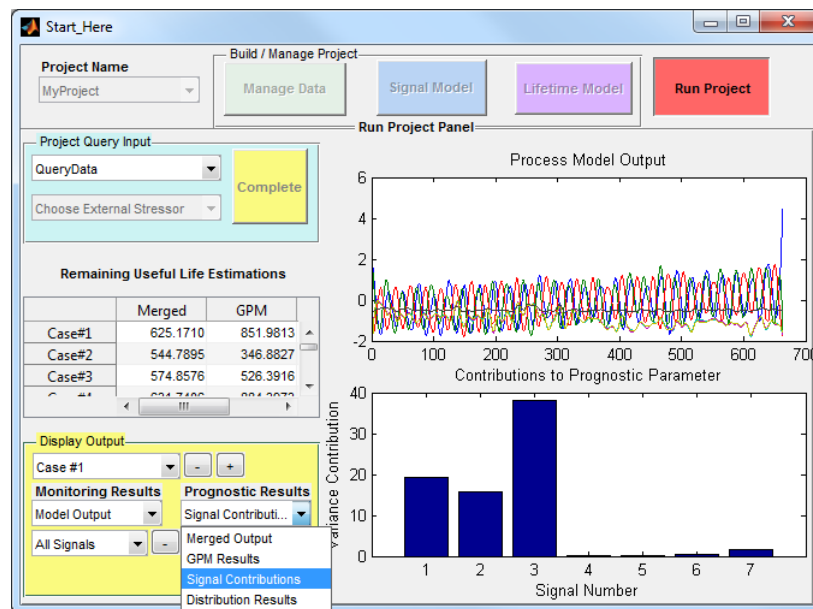 Start_Here
Build / Manage Project
Project Name
MyProject
Manage Data
Signal Model
Lifetime Model
Run Project
Run Project Panel
Project Query Input
QueryData
Choose External Stressor
Complete
Remaining Useful Life Estimations
Merged GPM
Case#1 625.1710 851.9813
Case#2 544.7895 346.8827
Case#3 574.8576 526.3916
Display Output
Case #1
-
+
Monitoring Results
Prognostic Results
Model Output
Signal Contributi...
All Signals
-
Merged Output
GPM Results
Signal Contributions
Distribution Results
Process Model Output
6
4
2
0
-2
0 100 200 300 400 500 600 700
Contributions to Prognostic Parameter
40
30
20
10
0
Variance Contribution
1 2 3 4 5 6 7
Signal Number